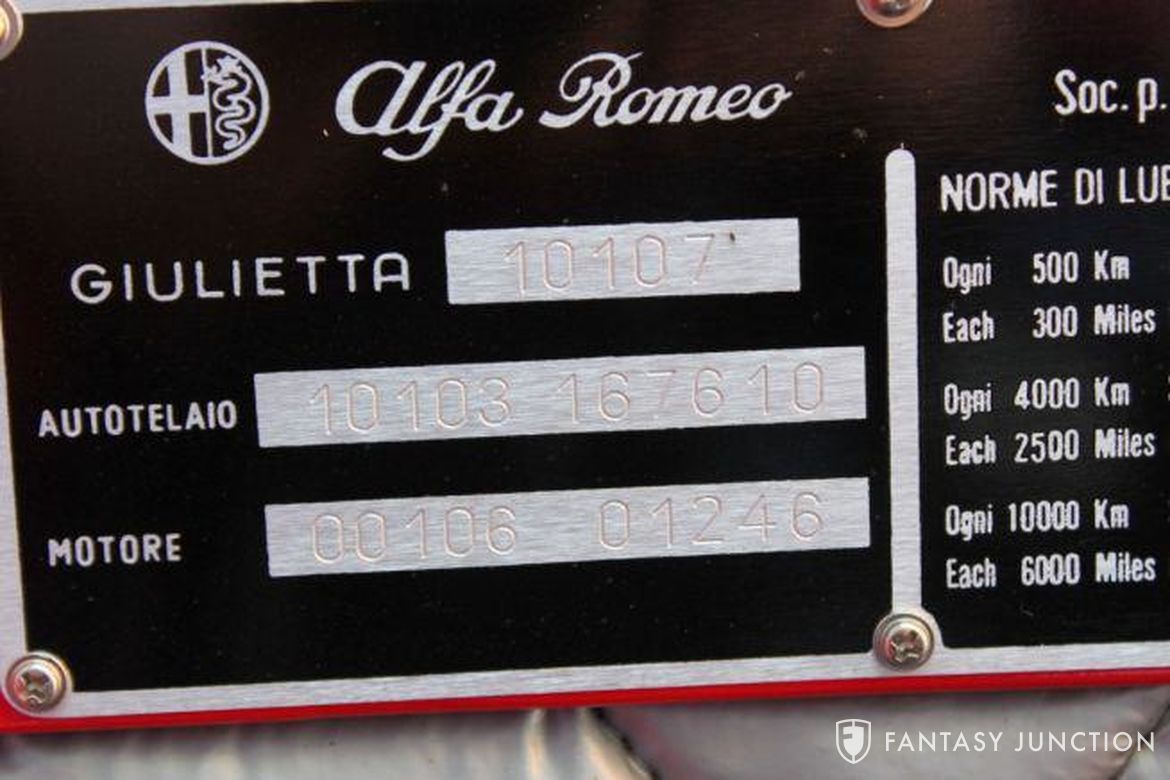 Alfa Romeo
Soc. p.
GIULIETTA 10107
AUTOTELAIO 10103 167610
MOTORE 00106 01246
NORME DI LUB
Ogni 500 Km
Each 300 Miles
Ogni 4000 Km
Each 2500 Miles
Ogni 10000 Km
Each 6000 Miles
FANTASY JUNCTION